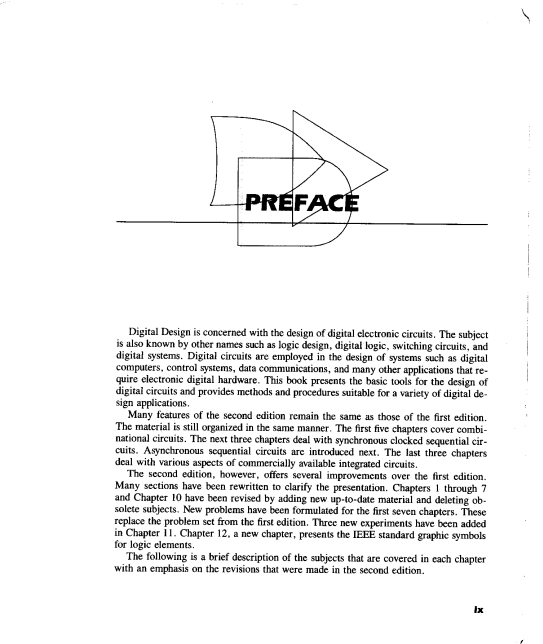 PREFACE
Digital Design is concerned with the design of digital electronic circuits. The subject
is also known by other names such as logic design, digital logic, switching circuits, and
digital systems. Digital circuits are employed in the design of systems such as digital
computers, control systems, data communications, and many other applications that re-
quire electronic digital hardware. This book presents the basic tools for the design of
digital circuits and provides methods and procedures suitable for a variety of digital de-
sign applications.
Many features of the second edition remain the same as those of the first edition.
The material is still organized in the same manner. The first five chapters cover combi-
national circuits. The next three chapters deal with synchronous clocked sequential cir-
cuits. Asynchronous sequential circuits are introduced next. The last three chapters
deal with various aspects of commercially available integrated circuits.
The second edition, however, offers several improvements over the first edition.
Many sections have been rewritten to clarify the presentation. Chapters 1 through 7
and Chapter 10 have been revised by adding new up-to-date material and deleting ob-
solete subjects. New problems have been formulated for the first seven chapters. These
replace the problem set from the first edition. Three new experiments have been added
in Chapter 11. Chapter 12, a new chapter, presents the IEEE standard graphic symbols
for logic elements.
The following is a brief description of the subjects that are covered in each chapter
with an emphasis on the revisions that were made in the second edition.
ix